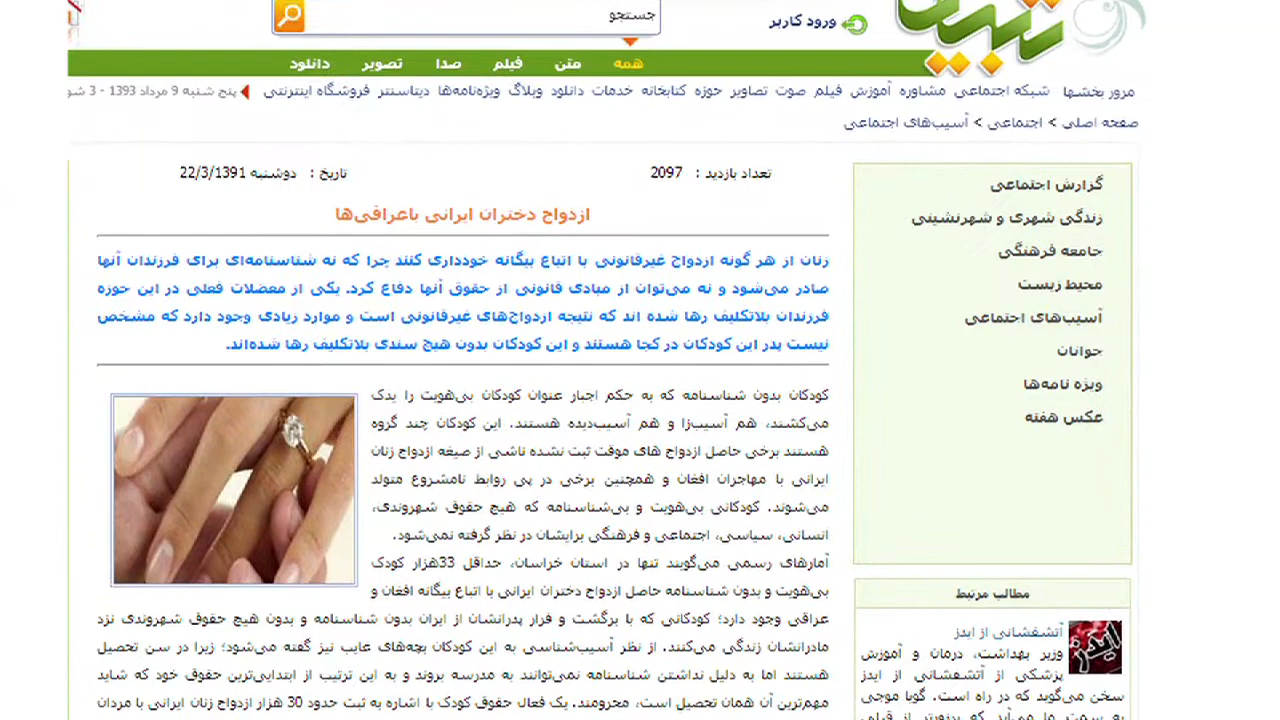 جستجو
ورود کاربر
تبیان
همه متن فیلم صدا تصویر دانلود
مرور بخشها شبکه اجتماعی مشاوره آموزش فیلم صوت تصاویر حوزه کتابخانه خدمات دانلود وبلاگ ویژه‌نامه‌ها دیتاسنتر فروشگاه اینترنتی
پنج شنبه 9 مرداد 1393 - 3 شو
صفحه اصلی > اجتماعی > آسیب‌های اجتماعی
گزارش اجتماعی
زندگی شهری و شهرنشینی
جامعه فرهنگی
محیط زیست
آسیب‌های اجتماعی
جوانان
ویژه نامه‌ها
عکس هفته
تعداد بازدید : 2097
تاریخ : دوشنبه 22/3/1391
ازدواج دختران ایرانی باعراقی‌ها
زنان از هر گونه ازدواج غیرقانونی با اتباع بیگانه خودداری کنند چرا که نه شناسنامه‌ای برای فرزندان آنها
صادر می‌شود و نه می‌توان از مبادی قانونی از حقوق آنها دفاع کرد. یکی از معضلات فعلی در این حوزه
فرزندان بلاتکلیف رها شده اند که نتیجه ازدواج‌های غیرقانونی است و موارد زیادی وجود دارد که مشخص
نیست پدر این کودکان در کجا هستند و این کودکان بدون هیچ سندی بلاتکلیف رها شده‌اند.
کودکان بدون شناسنامه که به حکم اجبار عنوان کودکان بی‌هویت را یدک
می‌کشند، هم آسیب‌زا و هم آسیب‌دیده هستند. این کودکان چند گروه
هستند برخی حاصل ازدواج های موقت ثبت نشده ناشی از صیغه ازدواج زنان
ایرانی با مهاجران افغان و همچنین برخی در پی روابط نامشروع متولد
می‌شوند. کودکانی بی‌هویت و بی‌شناسنامه که هیچ حقوق شهروندی،
انسانی، سیاسی، اجتماعی و فرهنگی برایشان در نظر گرفته نمی‌شود.
آمارهای رسمی می‌گویند تنها در استان خراسان، حداقل 33هزار کودک
بی‌هویت و بدون شناسنامه حاصل ازدواج دختران ایرانی با اتباع بیگانه افغان و
عراقی وجود دارد؛ کودکانی که با برگشت و فرار پدرانشان از ایران بدون شناسنامه و بدون هیچ حقوق شهروندی نزد
مادرانشان زندگی می‌کنند. از نظر آسیب‌شناسی به این کودکان بچه‌های عایب نیز گفته می‌شود؛ زیرا در سن تحصیل
هستند اما به دلیل نداشتن شناسنامه نمی‌توانند به مدرسه بروند و به این ترتیب از ابتدایی‌ترین حقوق خود که شاید
مهم‌ترین آن همان تحصیل است، محرومند. یک فعال حقوق کودک با اشاره به ثبت حدود 30 هزار ازدواج زنان ایرانی با مردان
مطالب مرتبط
آتشفشانی از ایدز
ایدز
وزیر بهداشت، درمان و آموزش
پزشکی از آتشفشانی از ایدز
سخن می‌گوید که در راه است. گویا موجی
به سمت ما می‌آید که پرزورتر از قبلی